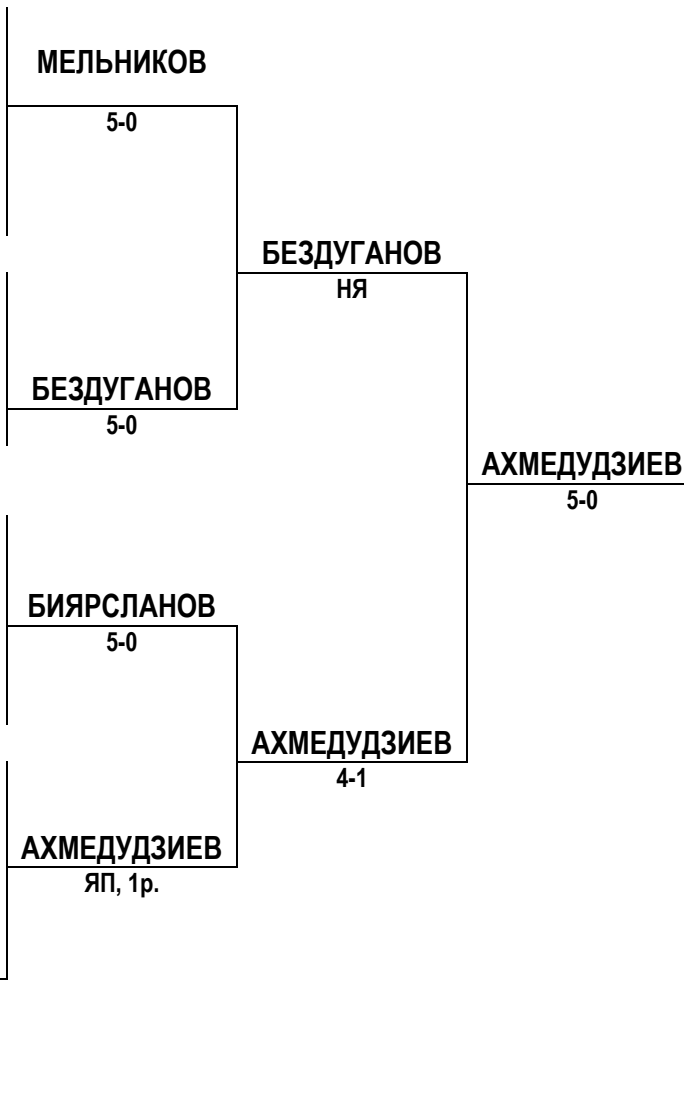 МЕЛЬНИКОВ
5-0
БЕЗДУГАНОВ
НЯ
БЕЗДУГАНОВ
5-0
АХМЕДУДЗИЕВ
5-0
БИЯРСЛАНОВ
5-0
АХМЕДУДЗИЕВ
4-1
АХМЕДУДЗИЕВ
ЯП, 1р.